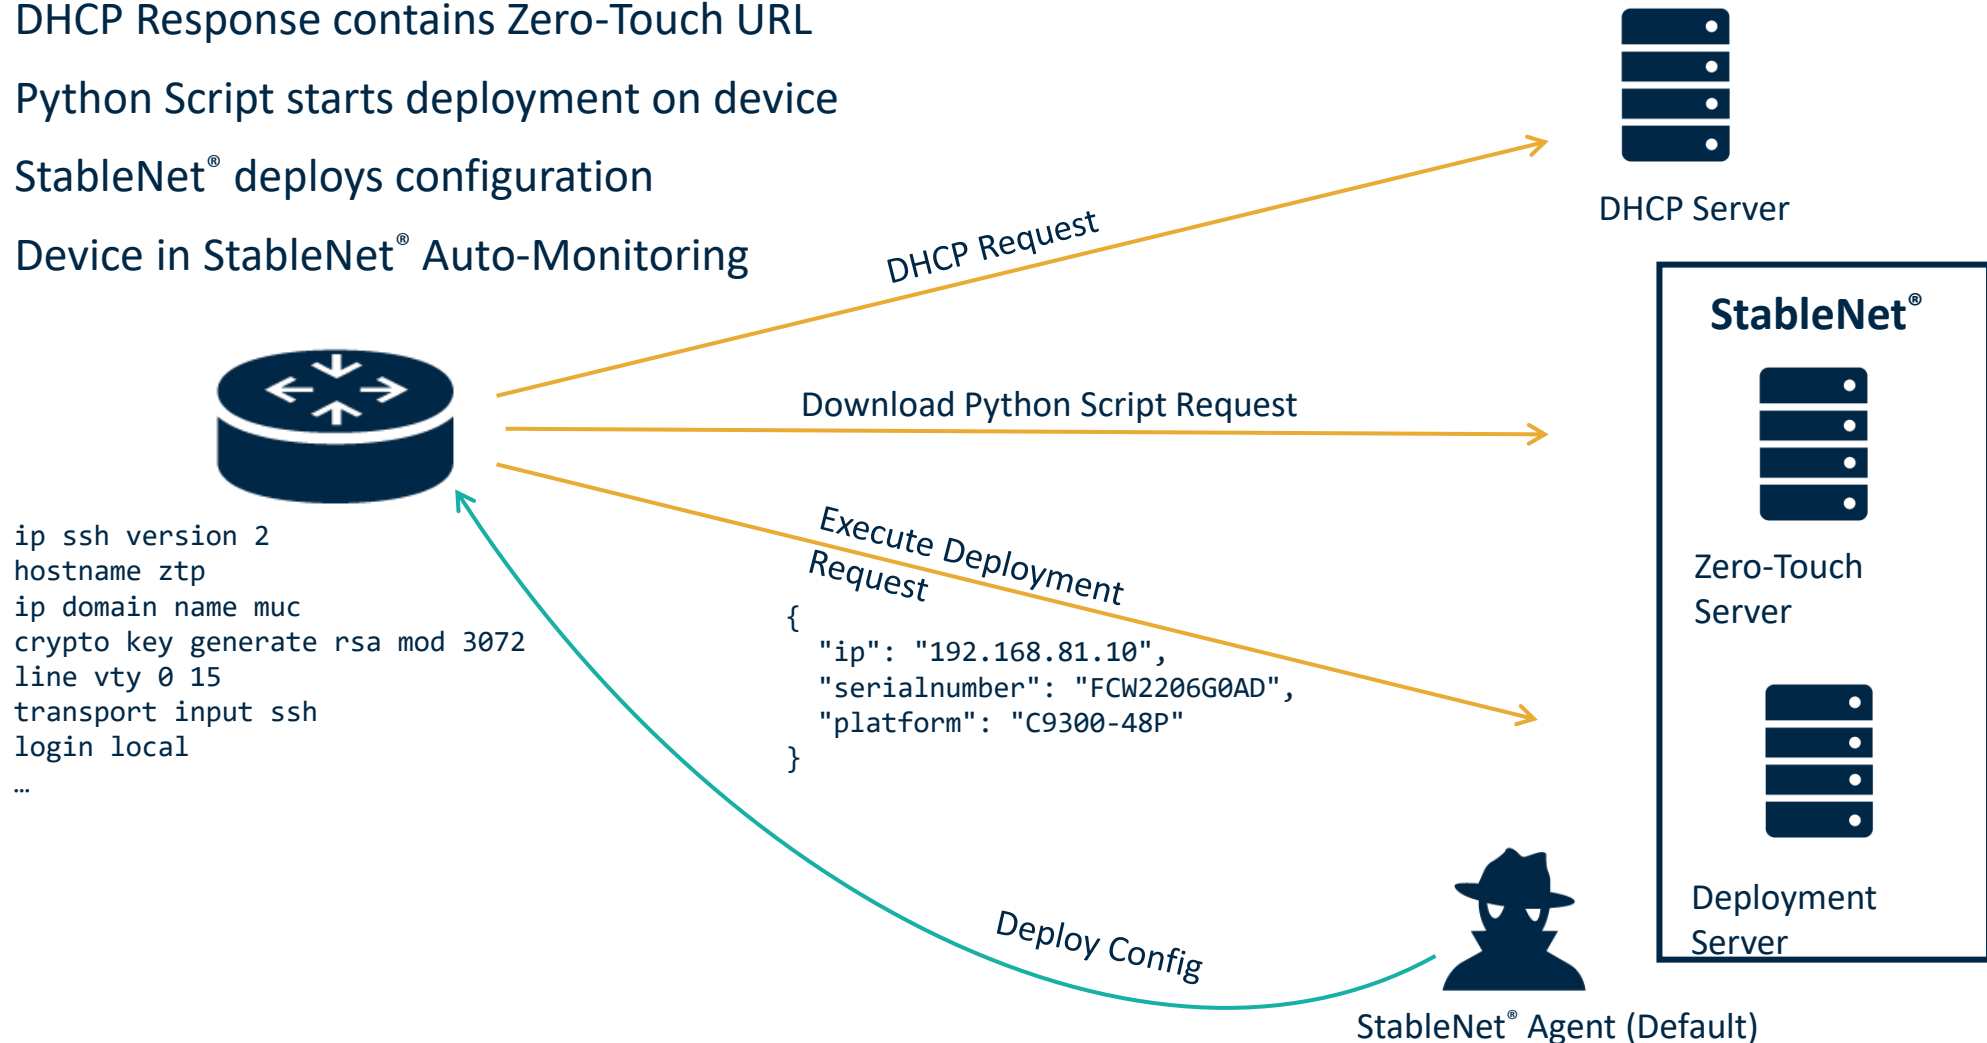 DHCP Response contains Zero-Touch URL
Python Script starts deployment on device
StableNet® deploys configuration
Device in StableNet® Auto-Monitoring
DHCP Request
DHCP Server
StableNet®
Download Python Script Request
Zero-Touch
Server
Execute Deployment
Request
{
  "ip": "192.168.81.10",
  "serialnumber": "FCW2206G0AD",
  "platform": "C9300-48P"
}
ip ssh version 2
hostname ztp
ip domain name muc
crypto key generate rsa mod 3072
line vty 0 15
transport input ssh
login local
…
Deployment
Server
Deploy Config
StableNet® Agent (Default)